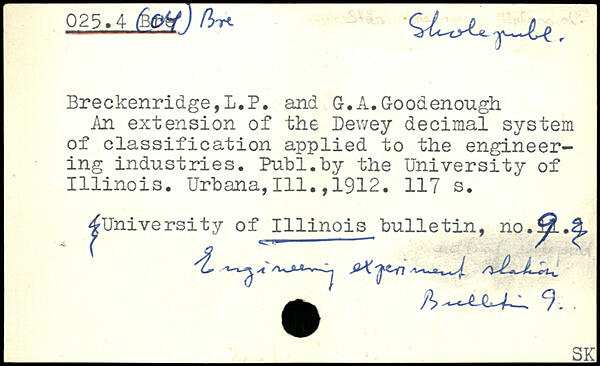 025.4 (04) Bre
Skolepubl.
Breckenridge,L.P. and G.A.Goodenough
An extension of the Dewey decimal system
of classification applied to the engineer-
ing industries. Publ.by the University of
Illinois. Urbana,Ill.,1912. 117 s.
University of Illinois bulletin, no. 9.
Engineering experiment station
Bulletin 9.
SK